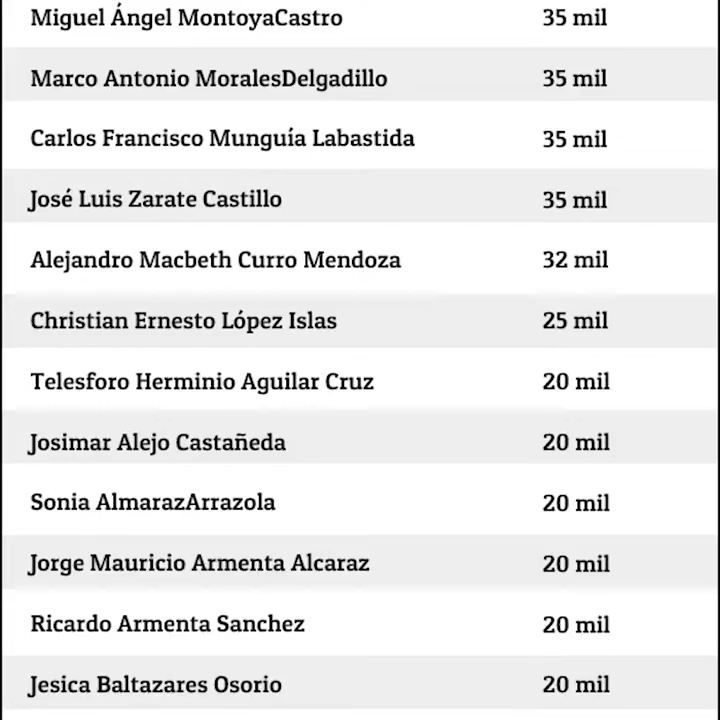 Miguel Ángel MontoyaCastro 35 mil
Marco Antonio MoralesDelgadillo 35 mil
Carlos Francisco Munguía Labastida 35 mil
José Luis Zarate Castillo 35 mil
Alejandro Macbeth Curro Mendoza 32 mil
Christian Ernesto López Islas 25 mil
Telesforo Herminio Aguilar Cruz 20 mil
Josimar Alejo Castañeda 20 mil
Sonia AlmarazArrazola 20 mil
Jorge Mauricio Armenta Alcaraz 20 mil
Ricardo Armenta Sanchez 20 mil
Jesica Baltazares Osorio 20 mil